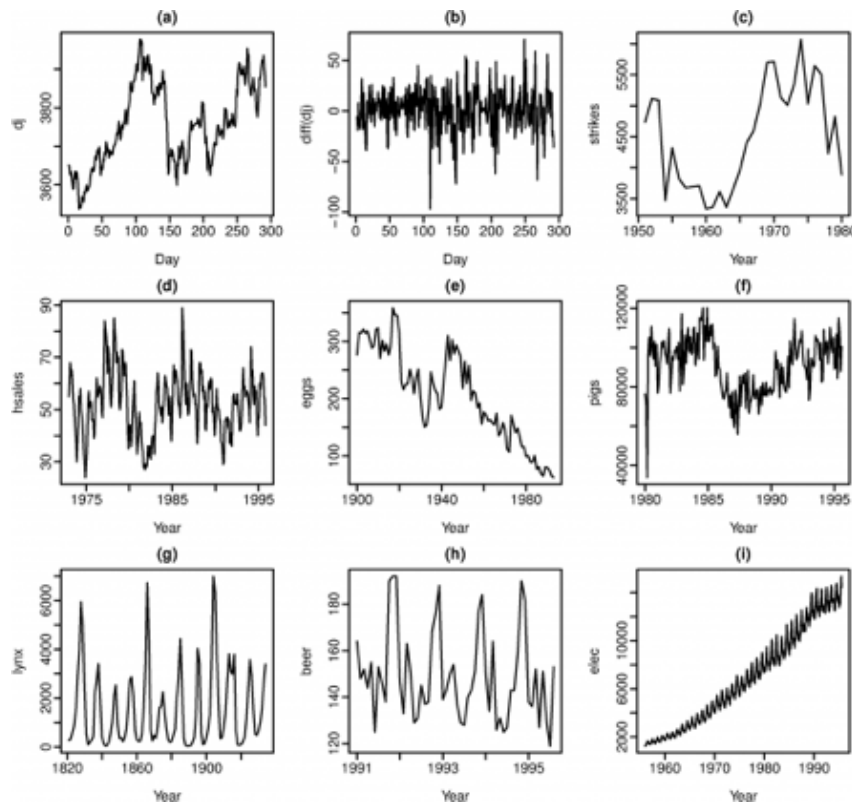 (a)
dj
3600 3800
0 50 100 150 200 250 300
Day
(b)
diff(dj)
−100 −50 0 50
0 50 100 150 200 250 300
Day
(c)
strikes
3500 4500 5500
1950 1960 1970 1980
Year
(d)
hsales
30 50 70 90
1975 1985 1995
Year
(e)
eggs
100 200 300
1900 1940 1980
Year
(f)
pigs
40000 80000 120000
1980 1985 1990 1995
Year
(g)
lynx
0 2000 4000 6000
1820 1860 1900
Year
(h)
beer
120 140 160 180
1991 1993 1995
Year
(i)
elec
2000 6000 10000
1960 1970 1980 1990
Year